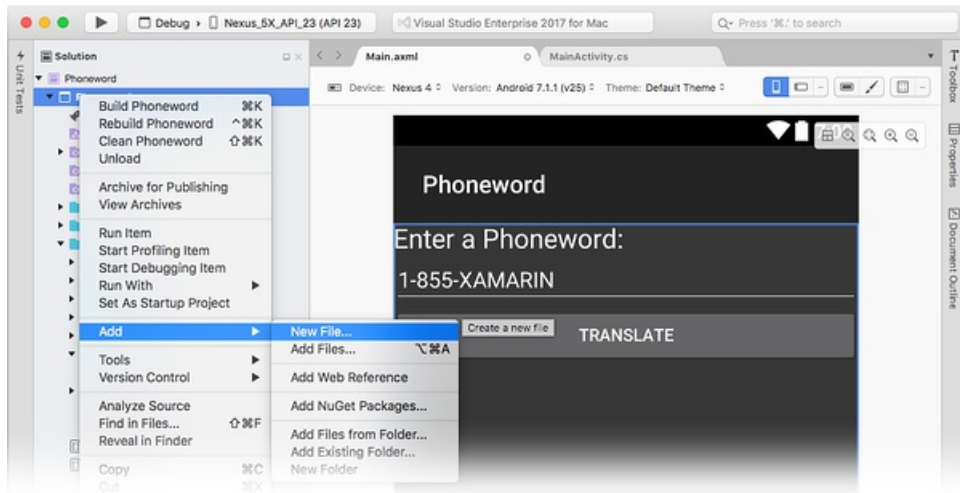 Debug › Nexus_5X_API_23 (API 23)
Visual Studio Enterprise 2017 for Mac
Press '⌘.' to search
Unit Tests
Solution
Phoneword
Main.axml
MainActivity.cs
Device: Nexus 4 Version: Android 7.1.1 (v25) Theme: Default Theme
Build Phoneword ⌘K
Rebuild Phoneword ^⌘K
Clean Phoneword ⇧⌘K
Unload
Archive for Publishing
View Archives
Run Item
Start Profiling Item
Start Debugging Item
Run With
Set As Startup Project
Add
Tools
Version Control
Analyze Source
Find in Files... ⇧⌘F
Reveal in Finder
Copy ⌘C
Cut ⌘X
New File...
Add Files... ⌥⌘A
Add Web Reference
Add NuGet Packages...
Add Files from Folder...
Add Existing Folder...
New Folder
Create a new file
Phoneword
Enter a Phoneword:
1-855-XAMARIN
TRANSLATE
Toolbox
Properties
Document Outline